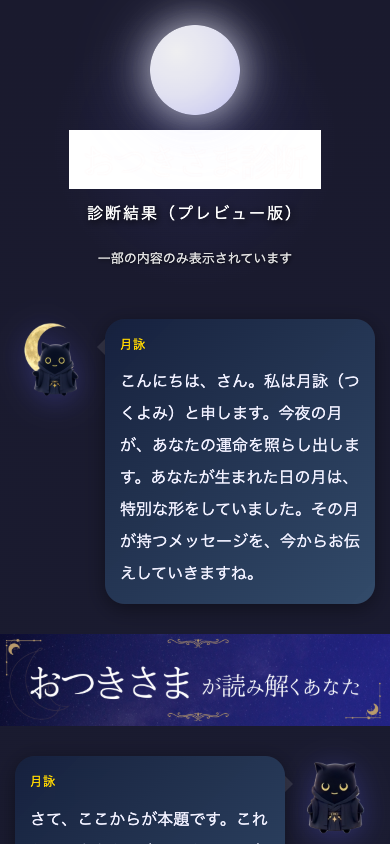 診断結果（プレビュー版）
一部の内容のみ表示されています
月詠
こんにちは、さん。私は月詠（つ
くよみ）と申します。今夜の月
が、あなたの運命を照らし出しま
す。あなたが生まれた日の月は、
特別な形をしていました。その月
が持つメッセージを、今からお伝
えしていきますね。
おつきさま が読み解くあなた
月詠
さて、ここからが本題です。これ